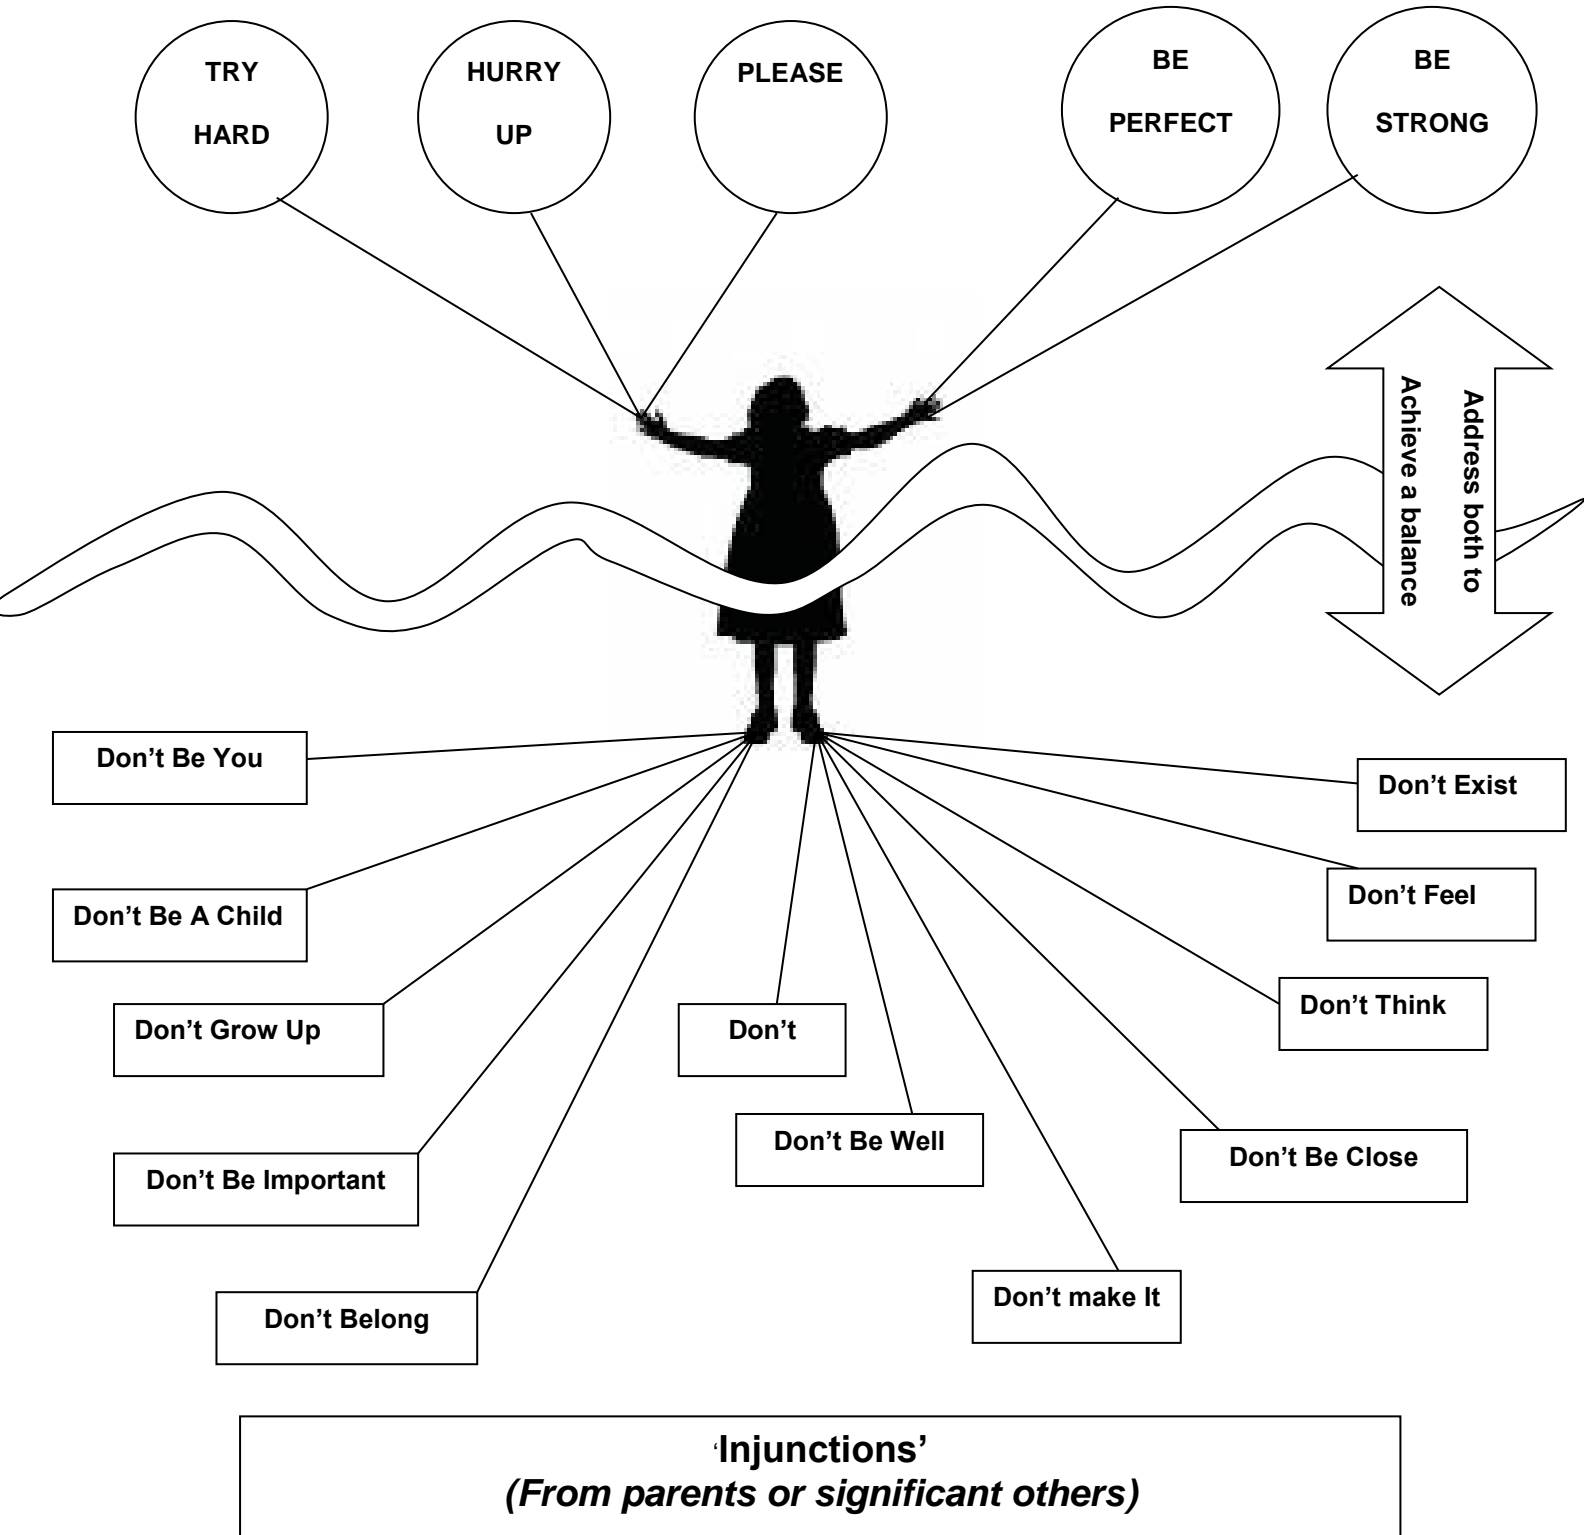 TRY
HARD
HURRY
UP
PLEASE
BE
PERFECT
BE
STRONG
Address both to
Achieve a balance
Don’t Be You
Don’t Exist
Don’t Feel
Don’t Be A Child
Don’t Think
Don’t Grow Up
Don’t
Don’t Be Well
Don’t Be Close
Don’t Be Important
Don’t make It
Don’t Belong
‘Injunctions’
(From parents or significant others)